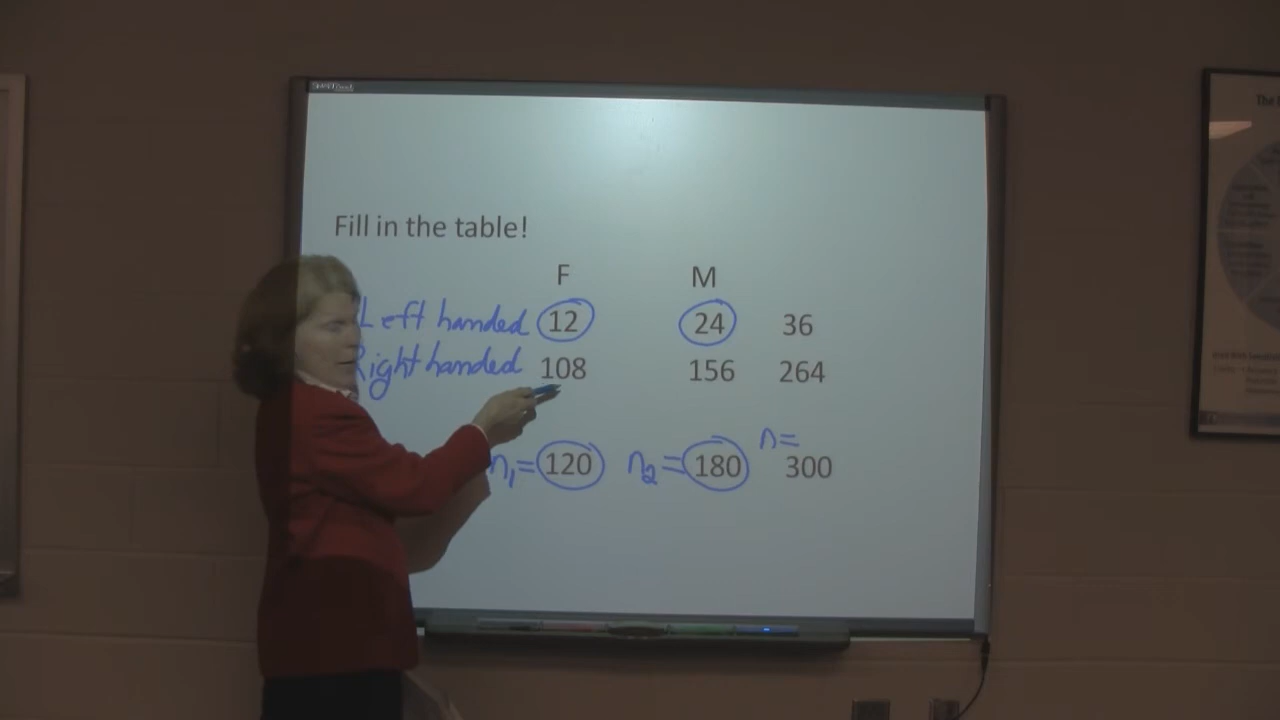 Fill in the table!
F M
Left handed 12 24 36
Right handed 108 156 264
n=
n₁= 120 n₂= 180 300